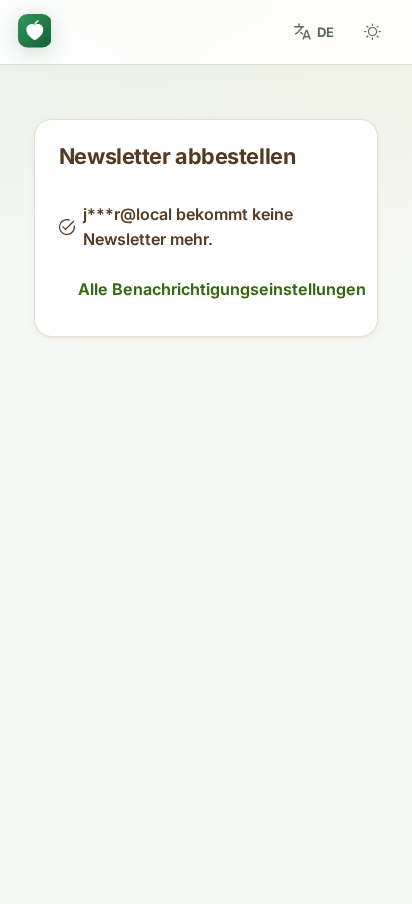 DE
Newsletter abbestellen
j***r@local bekommt keine
Newsletter mehr.
Alle Benachrichtigungseinstellungen